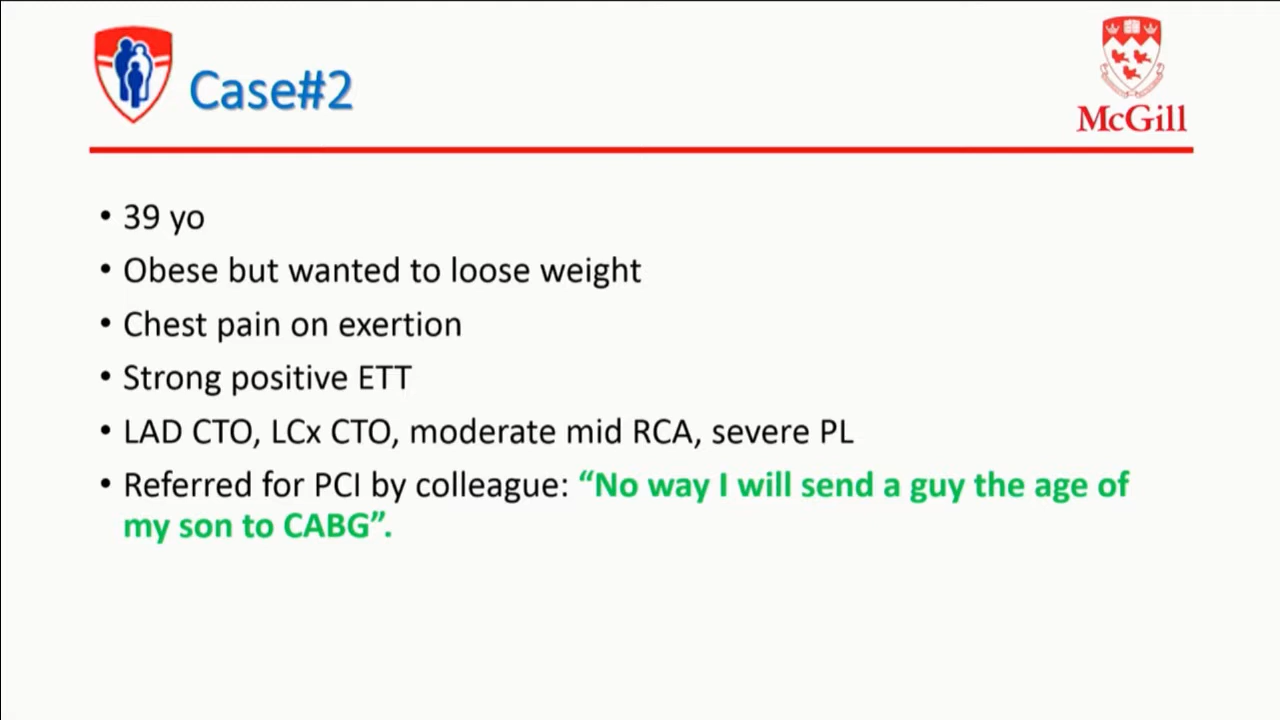 Case#2
McGill
• 39 yo
• Obese but wanted to loose weight
• Chest pain on exertion
• Strong positive ETT
• LAD CTO, LCx CTO, moderate mid RCA, severe PL
• Referred for PCI by colleague: “No way I will send a guy the age of
my son to CABG”.